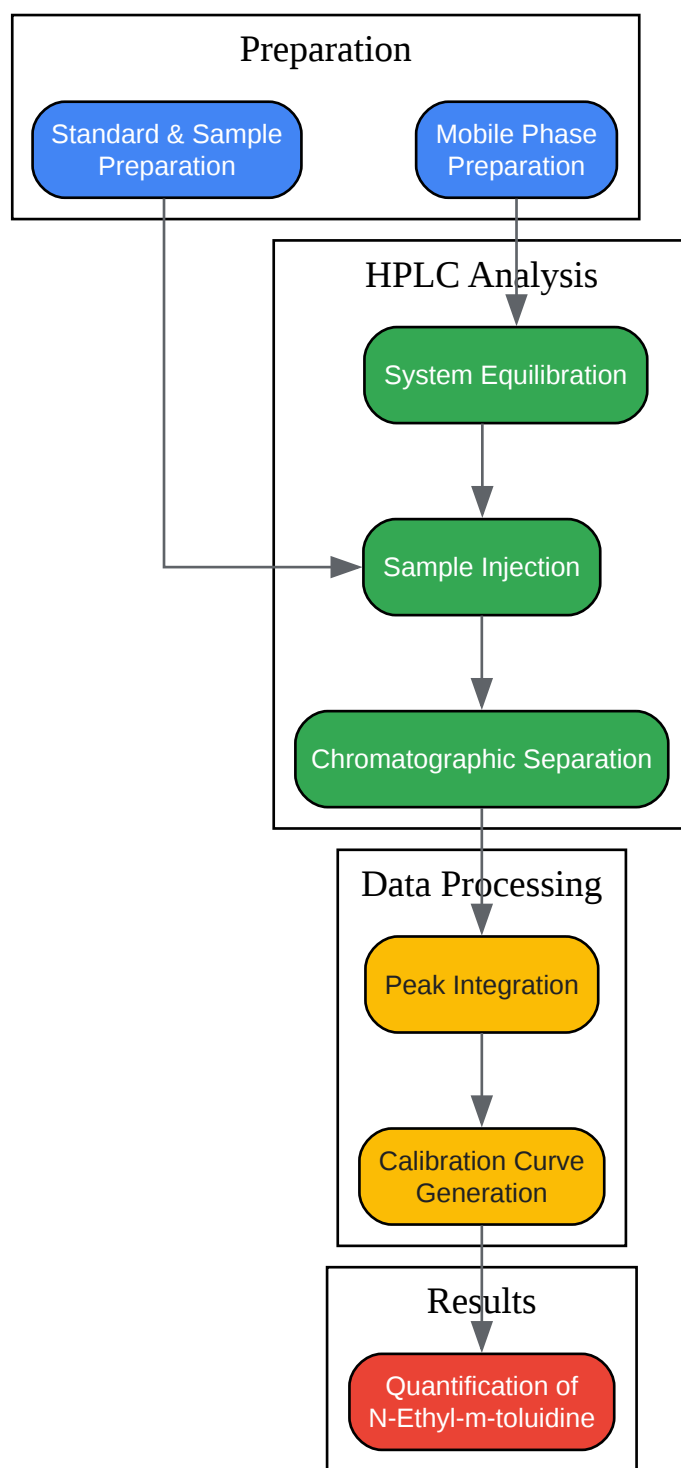 Preparation
Standard & Sample
Preparation
Mobile Phase
Preparation
HPLC Analysis
System Equilibration
Sample Injection
Chromatographic Separation
Data Processing
Peak Integration
Calibration Curve
Generation
Results
Quantification of
N-Ethyl-m-toluidine